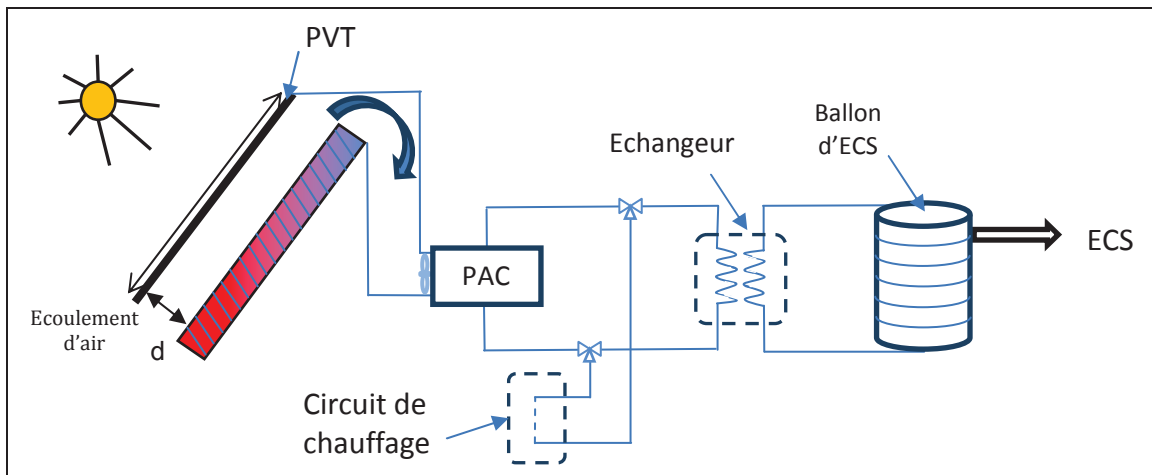 PVT
Ballon
d’ECS
Echangeur
ECS
PAC
Ecoulement
d’air
d
Circuit de
chauffage